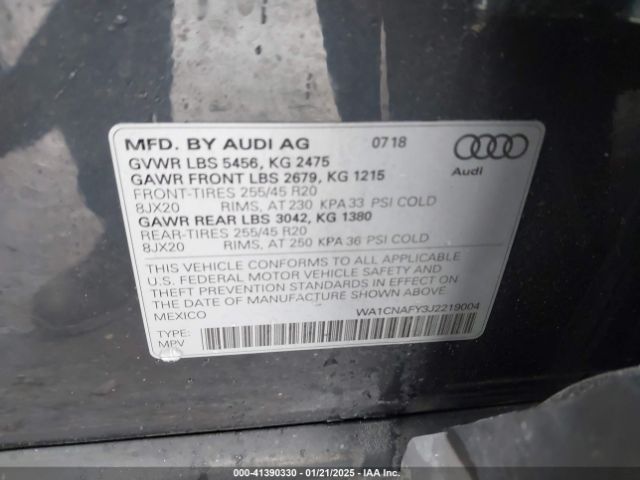 MFD. BY AUDI AG 0718
GVWR LBS 5456, KG 2475
GAWR FRONT LBS 2679, KG 1215
FRONT-TIRES 255/45 R20
8JX20 RIMS, AT 230 KPA 33 PSI COLD
GAWR REAR LBS 3042, KG 1380
REAR-TIRES 255/45 R20
8JX20 RIMS, AT 250 KPA 36 PSI COLD
Audi
THIS VEHICLE CONFORMS TO ALL APPLICABLE
U.S. FEDERAL MOTOR VEHICLE SAFETY AND
THEFT PREVENTION STANDARDS IN EFFECT ON
THE DATE OF MANUFACTURE SHOWN ABOVE.
MEXICO WA1CNAFY3J2219004
TYPE:
MPV
000-41390330 - 01/21/2025 - IAA Inc.